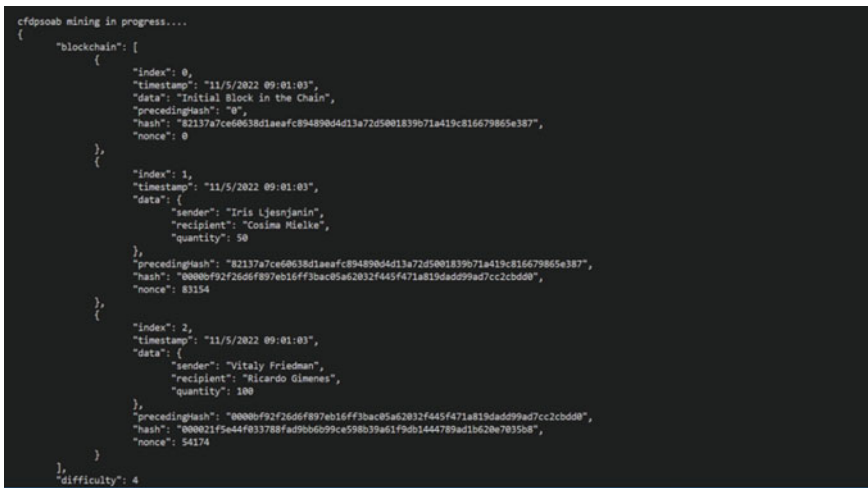 cfdpsoab mining in progress....
{
"blockchain": [
{
"index": 0,
"timestamp": "11/5/2022 09:01:03",
"data": "Initial Block in the Chain",
"precedingHash": "0",
"hash": "82137a7ce60638d1aeafc894890d4d13a72d5001839b71a419c816679865e387",
"nonce": 0
},
{
"index": 1,
"timestamp": "11/5/2022 09:01:03",
"data": {
"sender": "Iris Ljesnjanin",
"recipient": "Cosima Mielke",
"quantity": 50
},
"precedingHash": "82137a7ce60638d1aeafc894890d4d13a72d5001839b71a419c816679865e387",
"hash": "0000bf92f26d6f897eb16ff3bac05a62032f445f471a819dadd99ad7cc2cbdd0",
"nonce": 83154
},
{
"index": 2,
"timestamp": "11/5/2022 09:01:03",
"data": {
"sender": "Vitaly Friedman",
"recipient": "Ricardo Gimenes",
"quantity": 100
},
"precedingHash": "0000bf92f26d6f897eb16ff3bac05a62032f445f471a819dadd99ad7cc2cbdd0",
"hash": "000021f5e44f033788fad9bb6b99ce598b39a61f9db1444789ad1b620e7035b8",
"nonce": 54174
}
],
"difficulty": 4